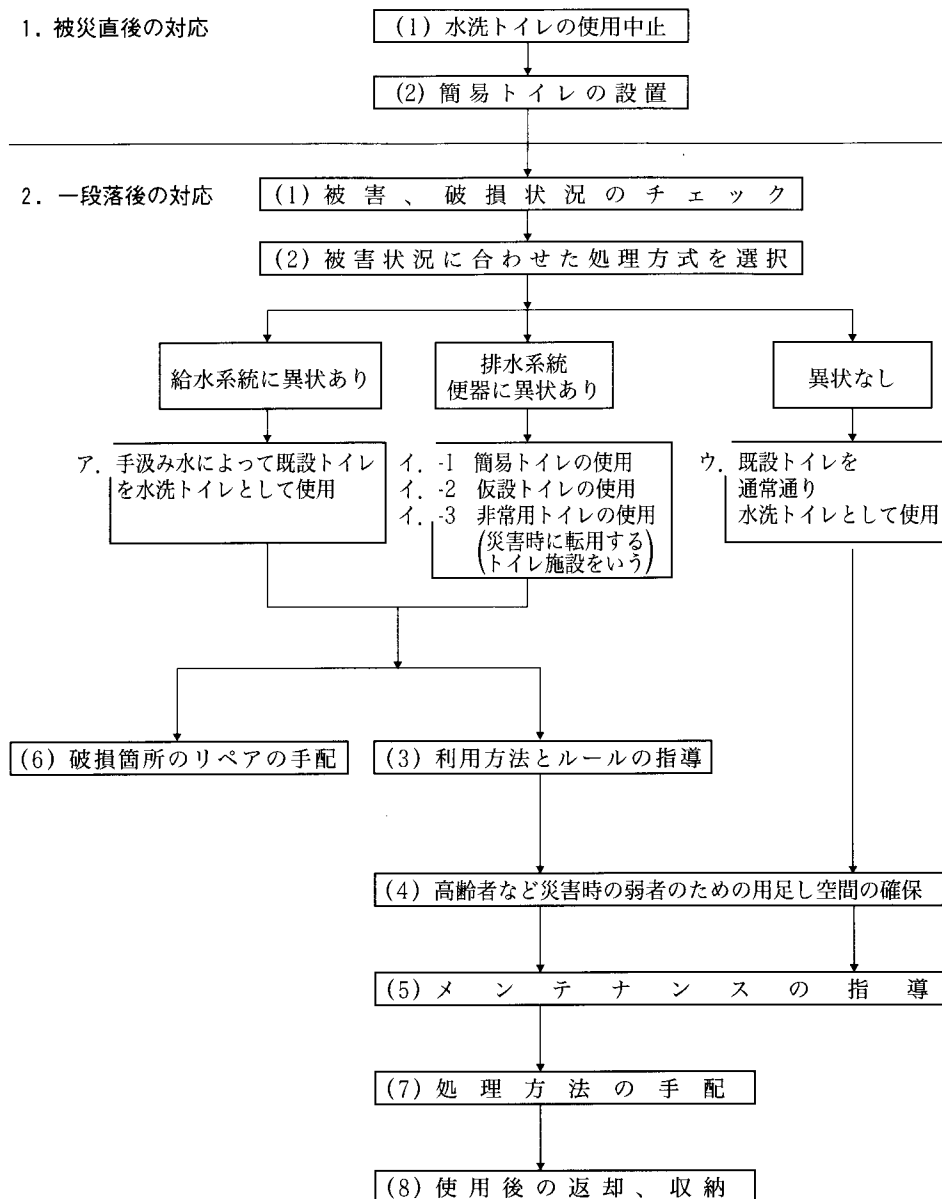 1. 被災直後の対応
(1) 水洗トイレの使用中止
(2) 簡易トイレの設置
2. 一段落後の対応
(1) 被害、破損状況のチェック
(2) 被害状況に合わせた処理方式を選択
給水系統に異状あり
排水系統
便器に異状あり
異状なし
ア. 手汲み水によって既設トイレ
を水洗トイレとして使用
イ. -1 簡易トイレの使用
イ. -2 仮設トイレの使用
イ. -3 非常用トイレの使用
(災害時に転用する
トイレ施設をいう)
ウ. 既設トイレを
通常通り
水洗トイレとして使用
(6) 破損箇所のリペアの手配
(3) 利用方法とルールの指導
(4) 高齢者など災害時の弱者のための用足し空間の確保
(5) メンテナンスの指導
(7) 処理方法の手配
(8) 使用後の返却、収納